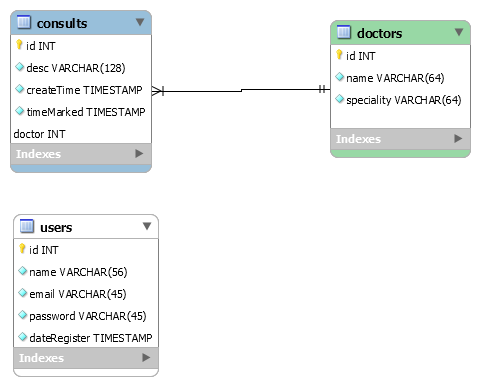 consults
id INT
desc VARCHAR(128)
createTime TIMESTAMP
timeMarked TIMESTAMP
doctor INT
Indexes
doctors
id INT
name VARCHAR(64)
speciality VARCHAR(64)
Indexes
users
id INT
name VARCHAR(56)
email VARCHAR(45)
password VARCHAR(45)
dateRegister TIMESTAMP
Indexes